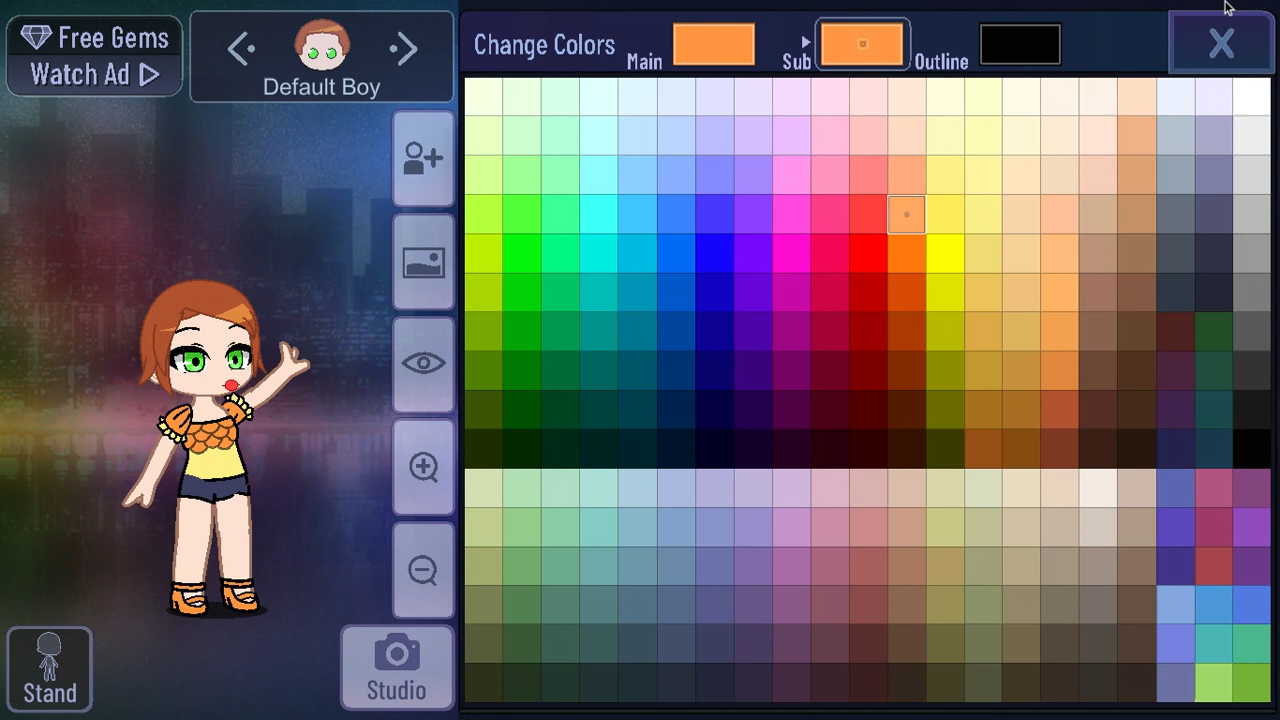 Free Gems
Watch Ad
Default Boy
Change Colors
Main
Sub
Outline
X
Stand
Studio